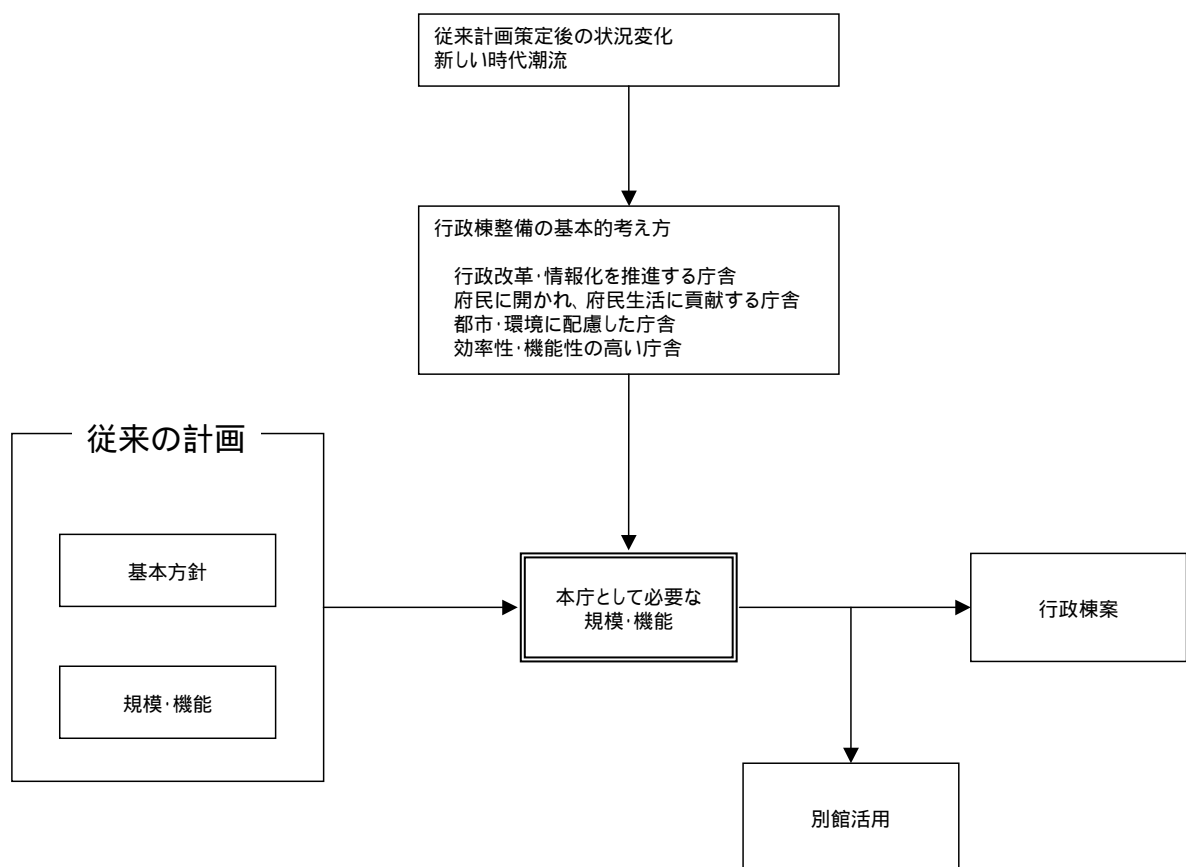 従来計画策定後の状況変化
新しい時代潮流
行政棟整備の基本的考え方
行政改革・情報化を推進する庁舎
府民に開かれ、府民生活に貢献する庁舎
都市・環境に配慮した庁舎
効率性・機能性の高い庁舎
従来の計画
基本方針
規模・機能
本庁として必要な
規模・機能
行政棟案
別館活用